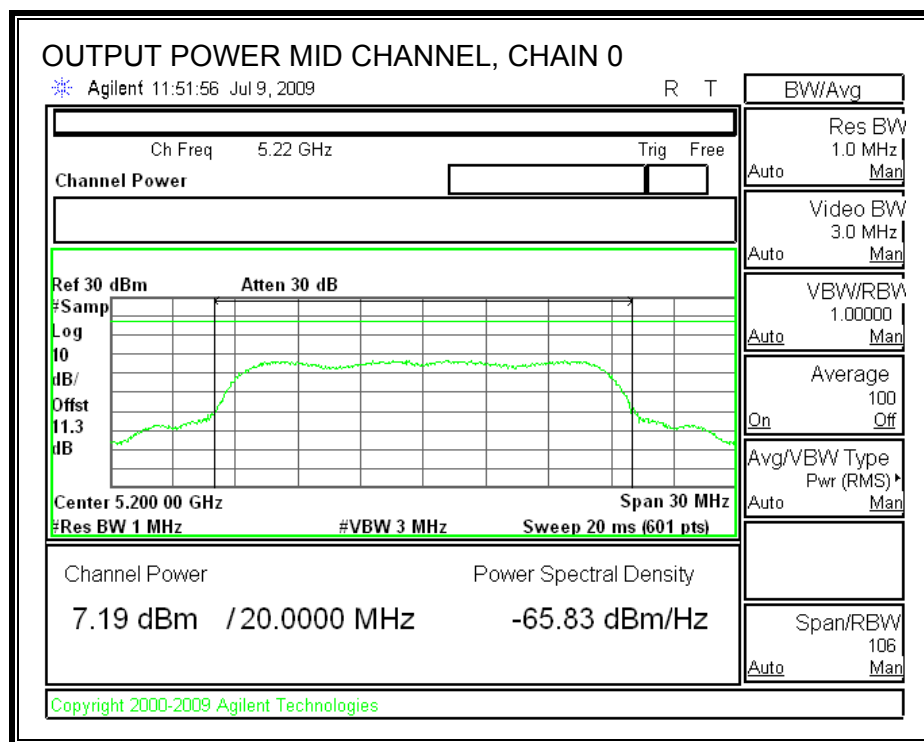 OUTPUT POWER MID CHANNEL, CHAIN 0
Agilent 11:51:56 Jul 9, 2009 R T
Ch Freq 5.22 GHz Trig Free
Channel Power
Ref 30 dBm Atten 30 dB
#Samp
Log
10
dB/
Offst
11.3
dB
Center 5.200 00 GHz Span 30 MHz
#Res BW 1 MHz #VBW 3 MHz Sweep 20 ms (601 pts)
Channel Power Power Spectral Density
7.19 dBm / 20.0000 MHz -65.83 dBm/Hz
Copyright 2000-2009 Agilent Technologies
BW/Avg
Res BW
1.0 MHz
Auto Man
Video BW
3.0 MHz
Auto Man
VBW/RBW
1.00000
Auto Man
Average
100
On Off
Avg/VBW Type
Pwr (RMS)
Auto Man
Span/RBW
106
Auto Man